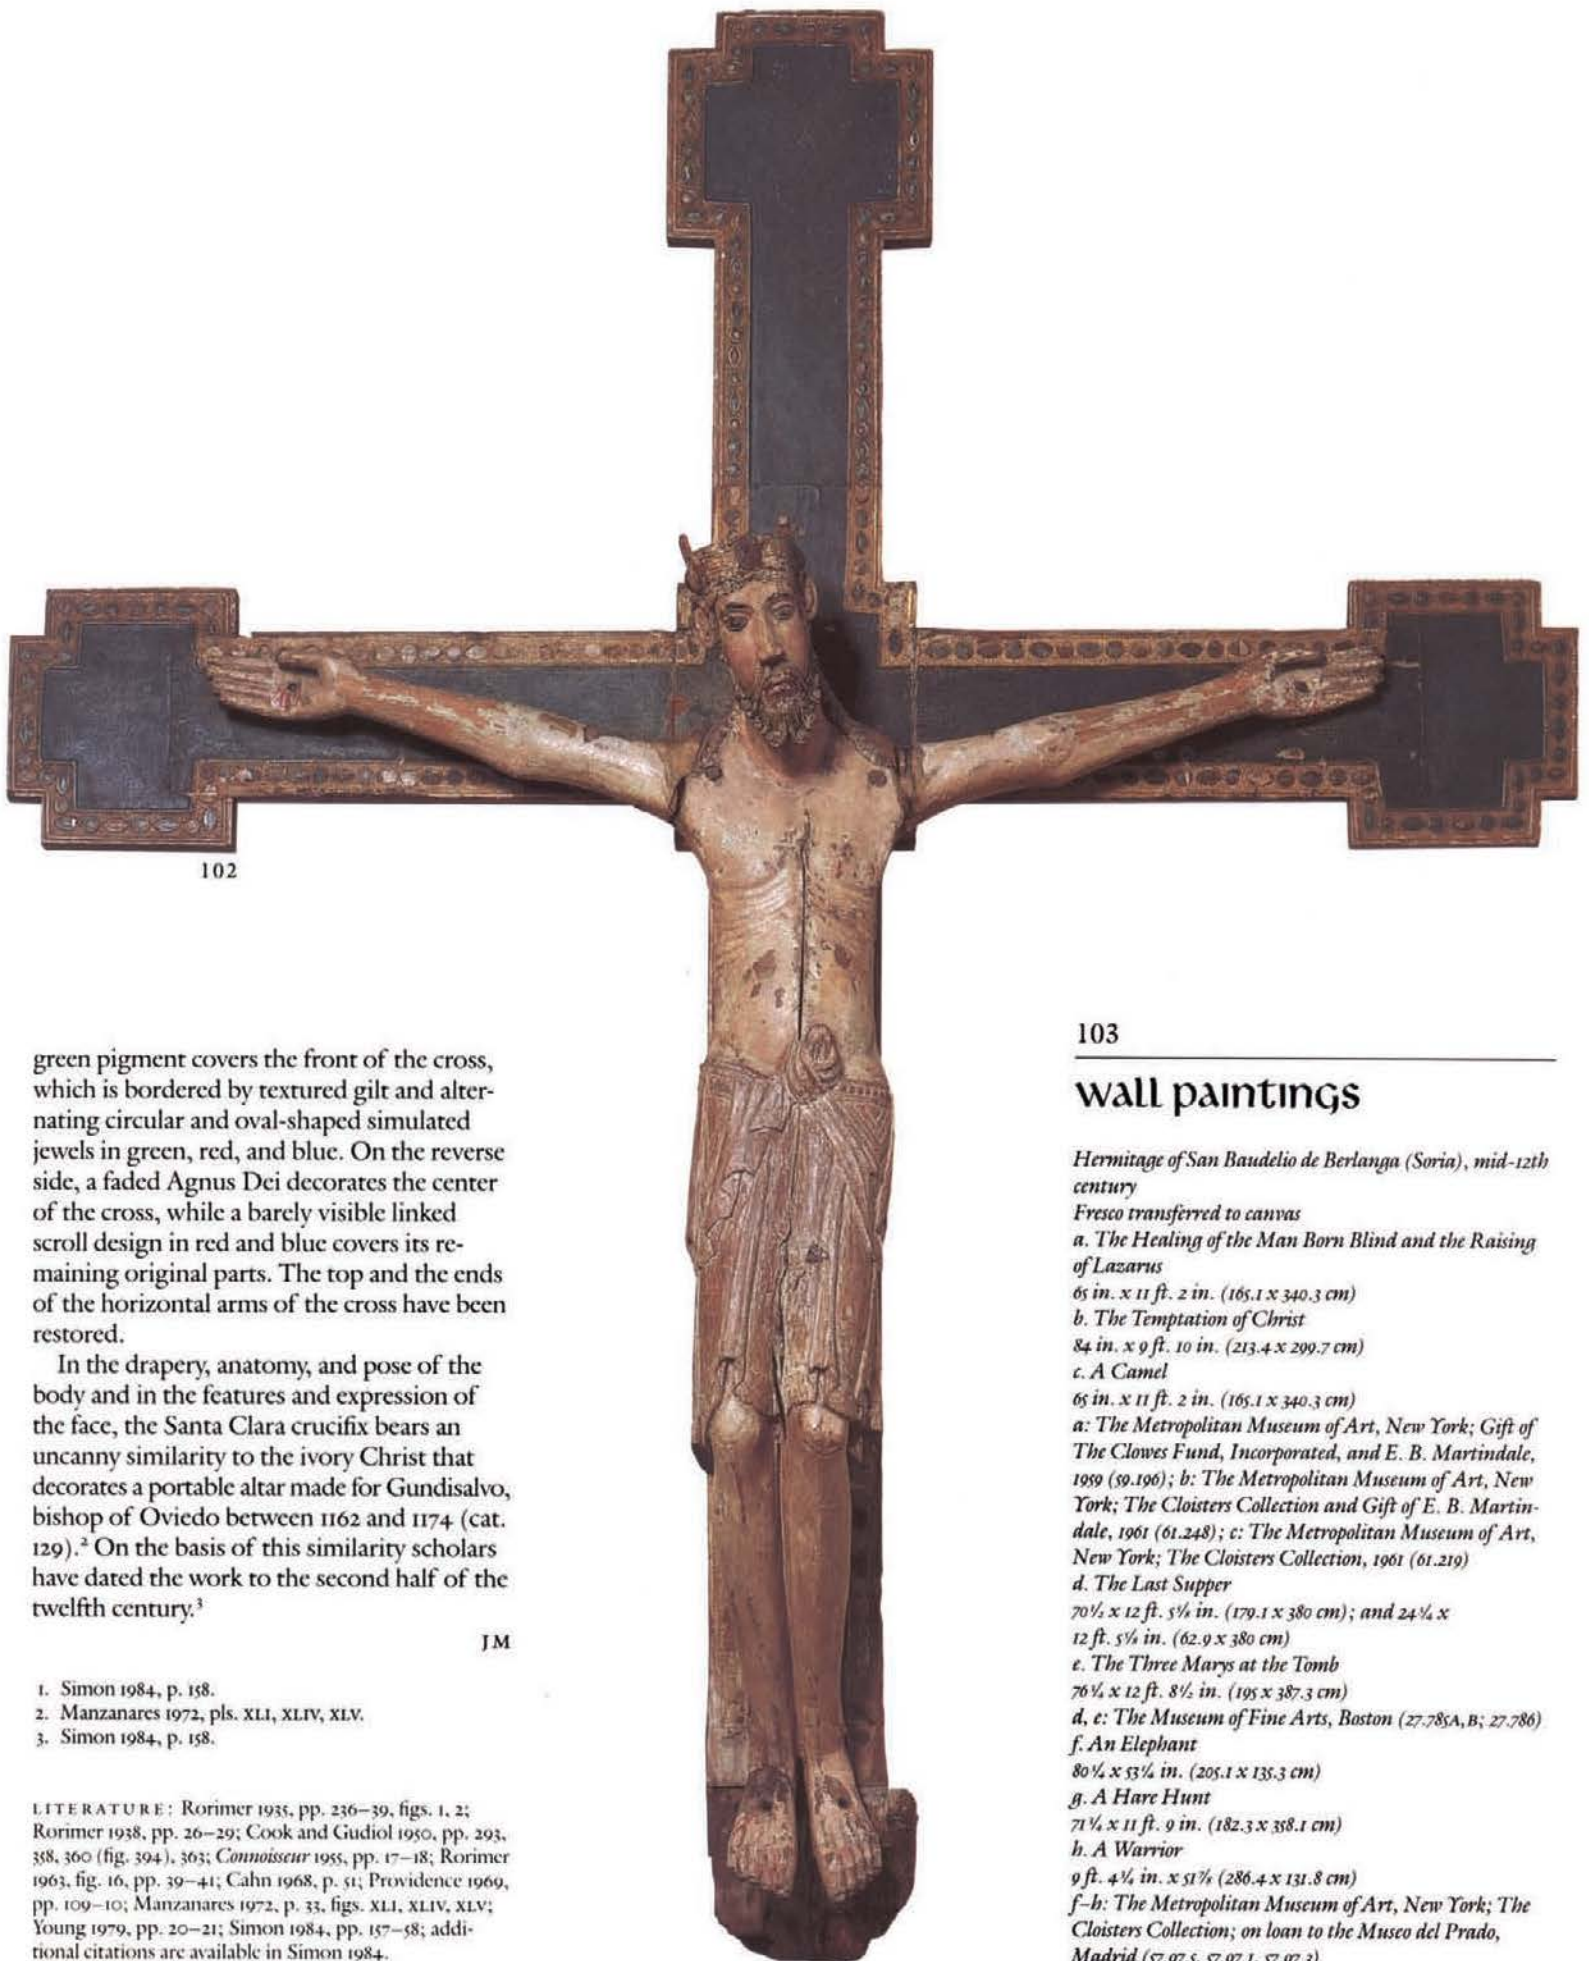 102
green pigment covers the front of the cross,
which is bordered by textured gilt and alter-
nating circular and oval-shaped simulated
jewels in green, red, and blue. On the reverse
side, a faded Agnus Dei decorates the center
of the cross, while a barely visible linked
scroll design in red and blue covers its re-
maining original parts. The top and the ends
of the horizontal arms of the cross have been
restored.
In the drapery, anatomy, and pose of the
body and in the features and expression of
the face, the Santa Clara crucifix bears an
uncanny similarity to the ivory Christ that
decorates a portable altar made for Gundisalvo,
bishop of Oviedo between 1162 and 1174 (cat.
129).² On the basis of this similarity scholars
have dated the work to the second half of the
twelfth century.³
JM
1. Simon 1984, p. 158.
2. Manzanares 1972, pls. XLI, XLIV, XLV.
3. Simon 1984, p. 158.
LITERATURE: Rorimer 1935, pp. 236–39, figs. 1, 2;
Rorimer 1938, pp. 26–29; Cook and Gudiol 1950, pp. 293,
358, 360 (fig. 394), 363; Connoisseur 1955, pp. 17–18; Rorimer
1963, fig. 16, pp. 39–41; Cahn 1968, p. 51; Providence 1969,
pp. 109–10; Manzanares 1972, p. 33, figs. XLI, XLIV, XLV;
Young 1979, pp. 20–21; Simon 1984, pp. 157–58; addi-
tional citations are available in Simon 1984.
103
wall paintings
Hermitage of San Baudelio de Berlanga (Soria), mid-12th
century
Fresco transferred to canvas
a. The Healing of the Man Born Blind and the Raising
of Lazarus
65 in. x 11 ft. 2 in. (165.1 x 340.3 cm)
b. The Temptation of Christ
84 in. x 9 ft. 10 in. (213.4 x 299.7 cm)
c. A Camel
65 in. x 11 ft. 2 in. (165.1 x 340.3 cm)
a: The Metropolitan Museum of Art, New York; Gift of
The Clowes Fund, Incorporated, and E. B. Martindale,
1959 (59.196); b: The Metropolitan Museum of Art, New
York; The Cloisters Collection and Gift of E. B. Martin-
dale, 1961 (61.248); c: The Metropolitan Museum of Art,
New York; The Cloisters Collection, 1961 (61.219)
d. The Last Supper
70½ x 12 ft. 5⅝ in. (179.1 x 380 cm); and 24¾ x
12 ft. 5⅝ in. (62.9 x 380 cm)
e. The Three Marys at the Tomb
76¾ x 12 ft. 8½ in. (195 x 387.3 cm)
d, e: The Museum of Fine Arts, Boston (27.785A,B; 27.786)
f. An Elephant
80¾ x 53¼ in. (205.1 x 135.3 cm)
g. A Hare Hunt
71¾ x 11 ft. 9 in. (182.3 x 358.1 cm)
h. A Warrior
9 ft. 4¾ in. x 51⅞ (286.4 x 131.8 cm)
f–h: The Metropolitan Museum of Art, New York; The
Cloisters Collection; on loan to the Museo del Prado,
Madrid (57.97.5, 57.97.1, 57.97.3)